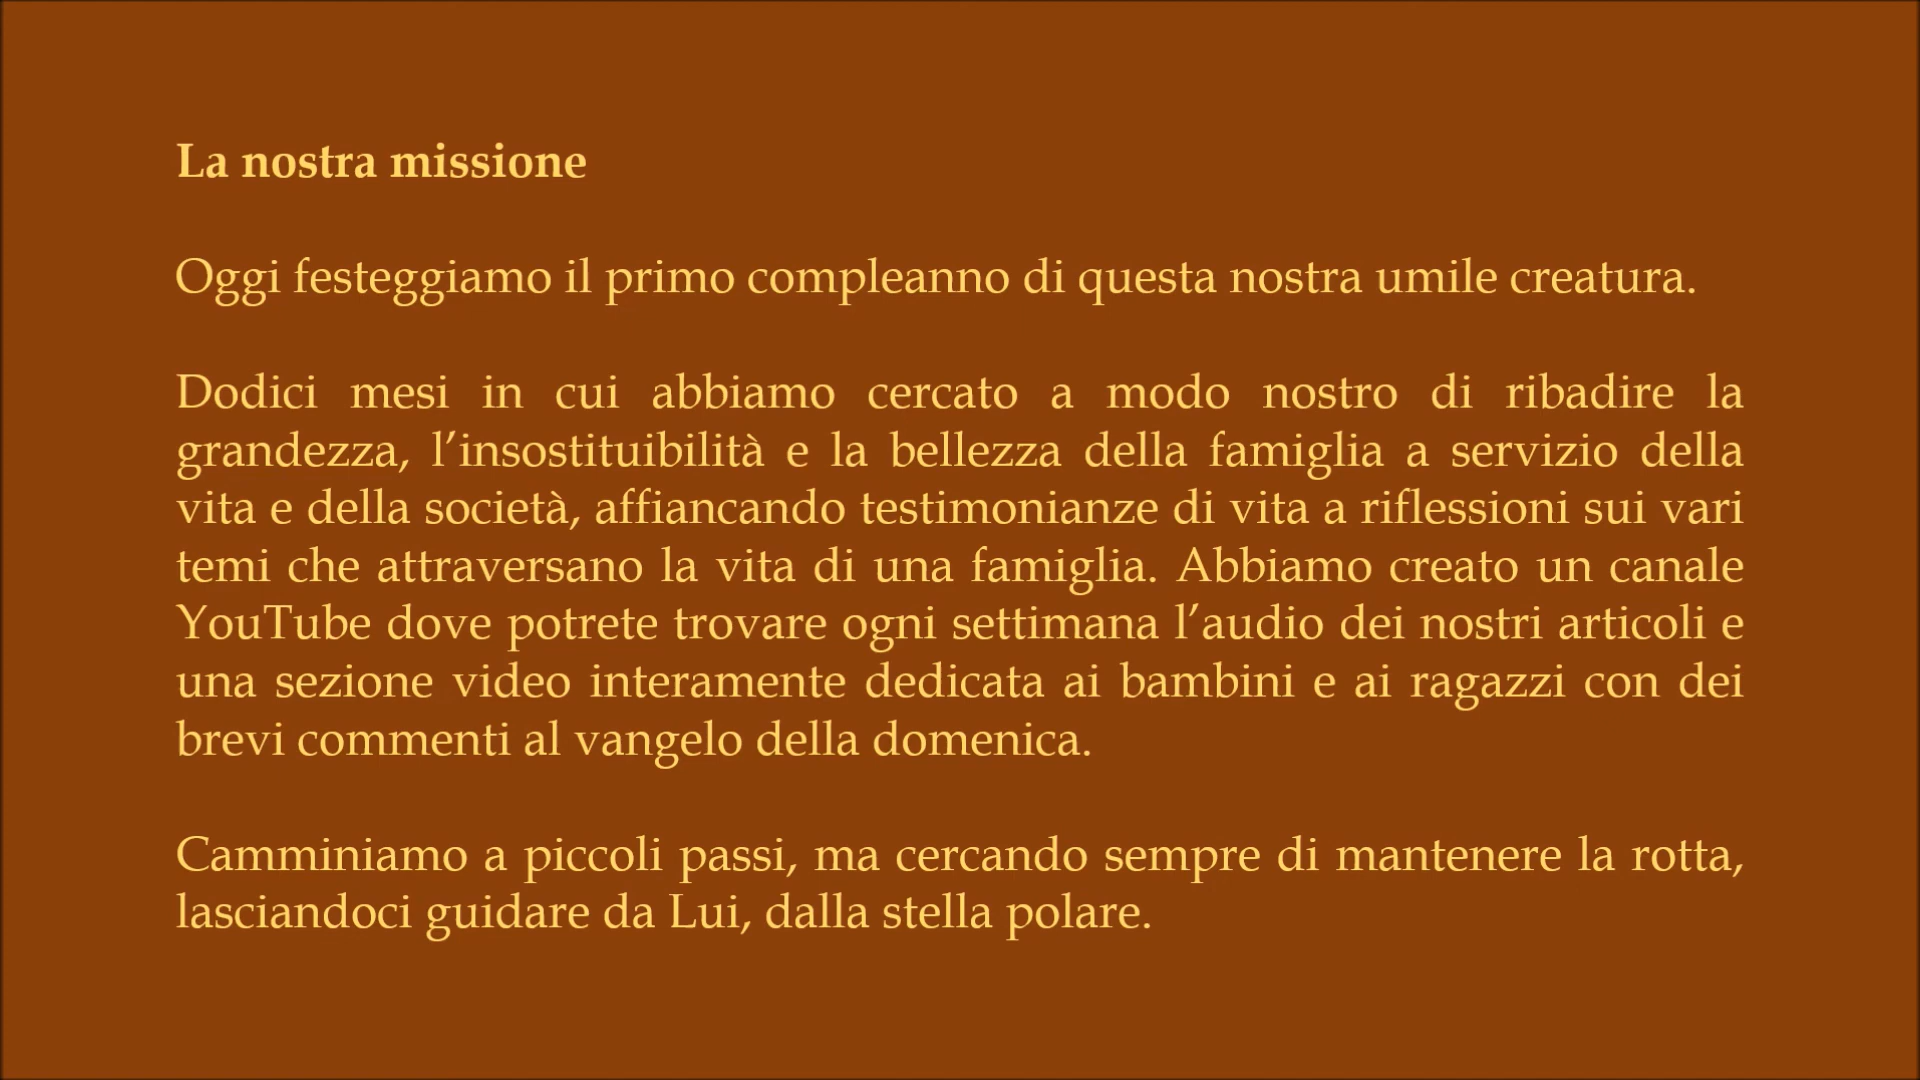 La nostra missione
Oggi festeggiamo il primo compleanno di questa nostra umile creatura.
Dodici mesi in cui abbiamo cercato a modo nostro di ribadire la
grandezza, l’insostituibilità e la bellezza della famiglia a servizio della
vita e della società, affiancando testimonianze di vita a riflessioni sui vari
temi che attraversano la vita di una famiglia. Abbiamo creato un canale
YouTube dove potrete trovare ogni settimana l’audio dei nostri articoli e
una sezione video interamente dedicata ai bambini e ai ragazzi con dei
brevi commenti al vangelo della domenica.
Camminiamo a piccoli passi, ma cercando sempre di mantenere la rotta,
lasciandoci guidare da Lui, dalla stella polare.